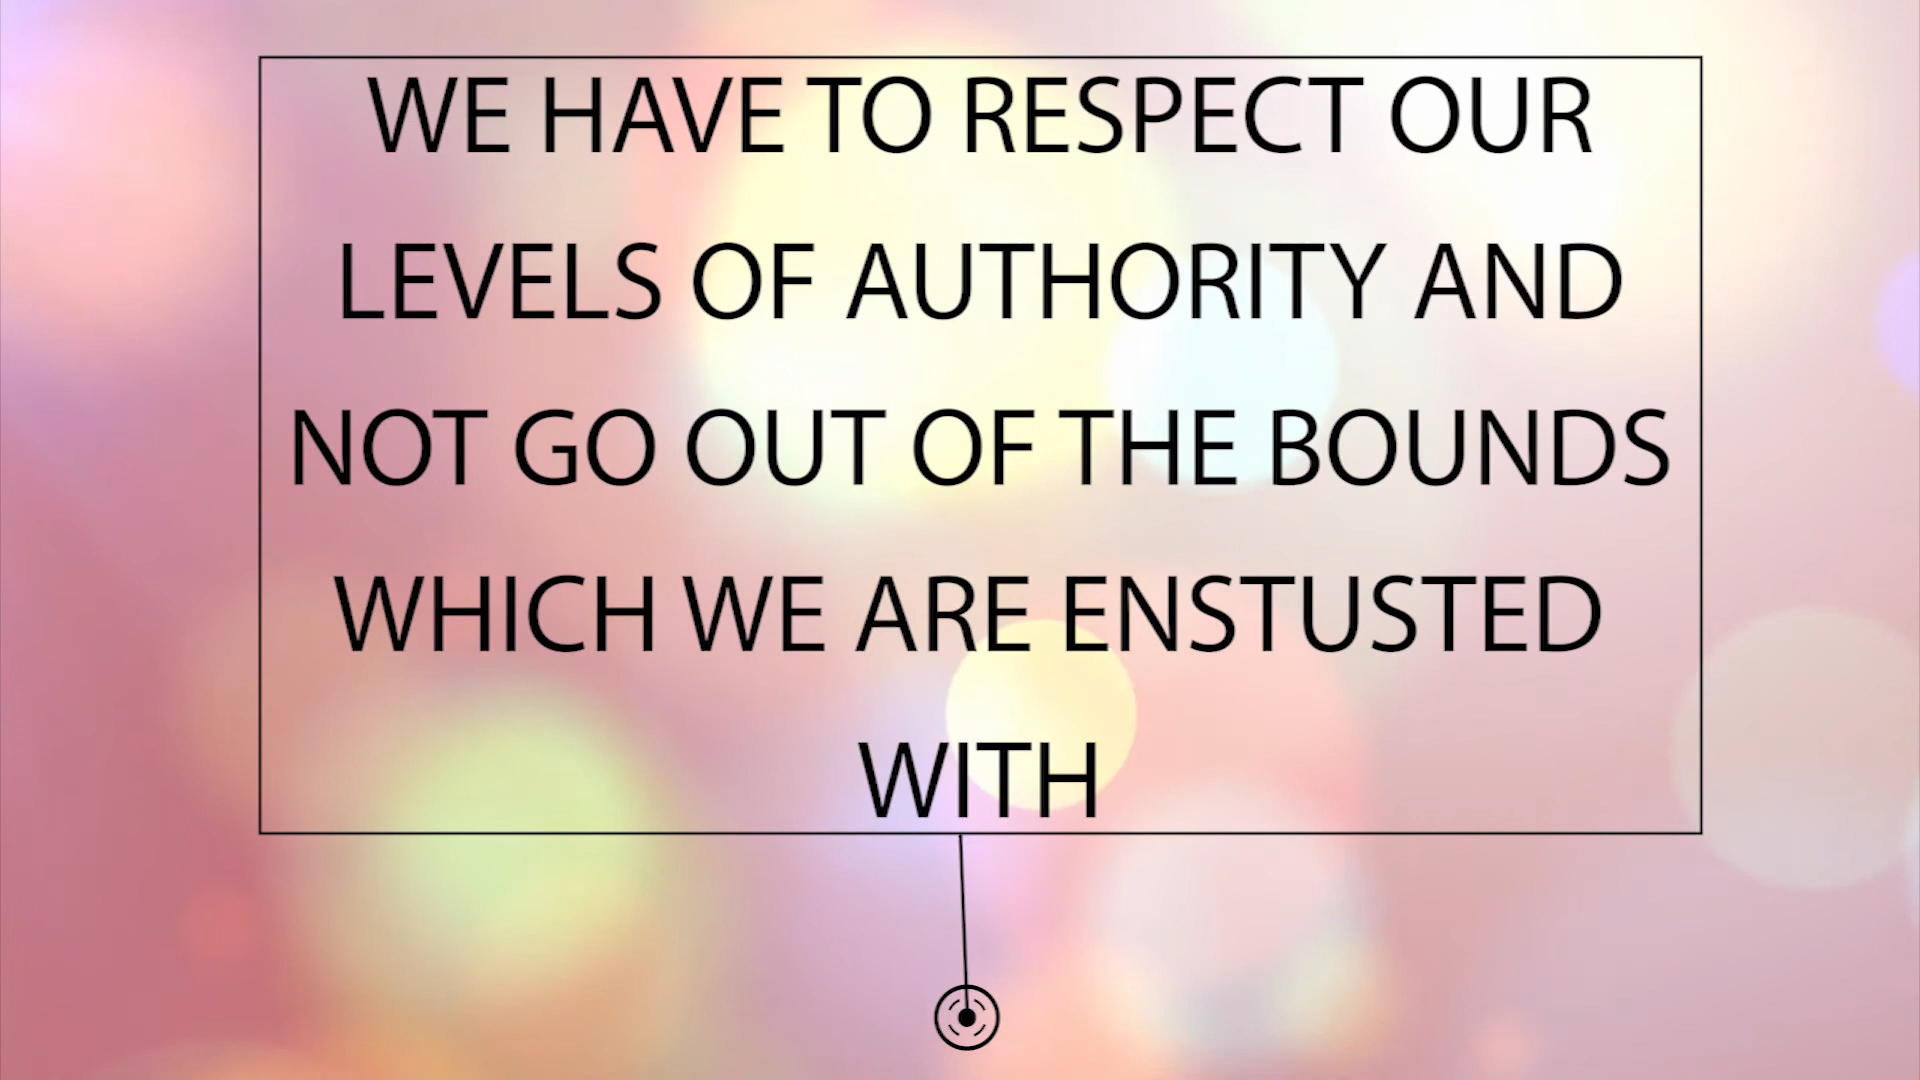 WE HAVE TO RESPECT OUR
LEVELS OF AUTHORITY AND
NOT GO OUT OF THE BOUNDS
WHICH WE ARE ENSTUSTED
WITH